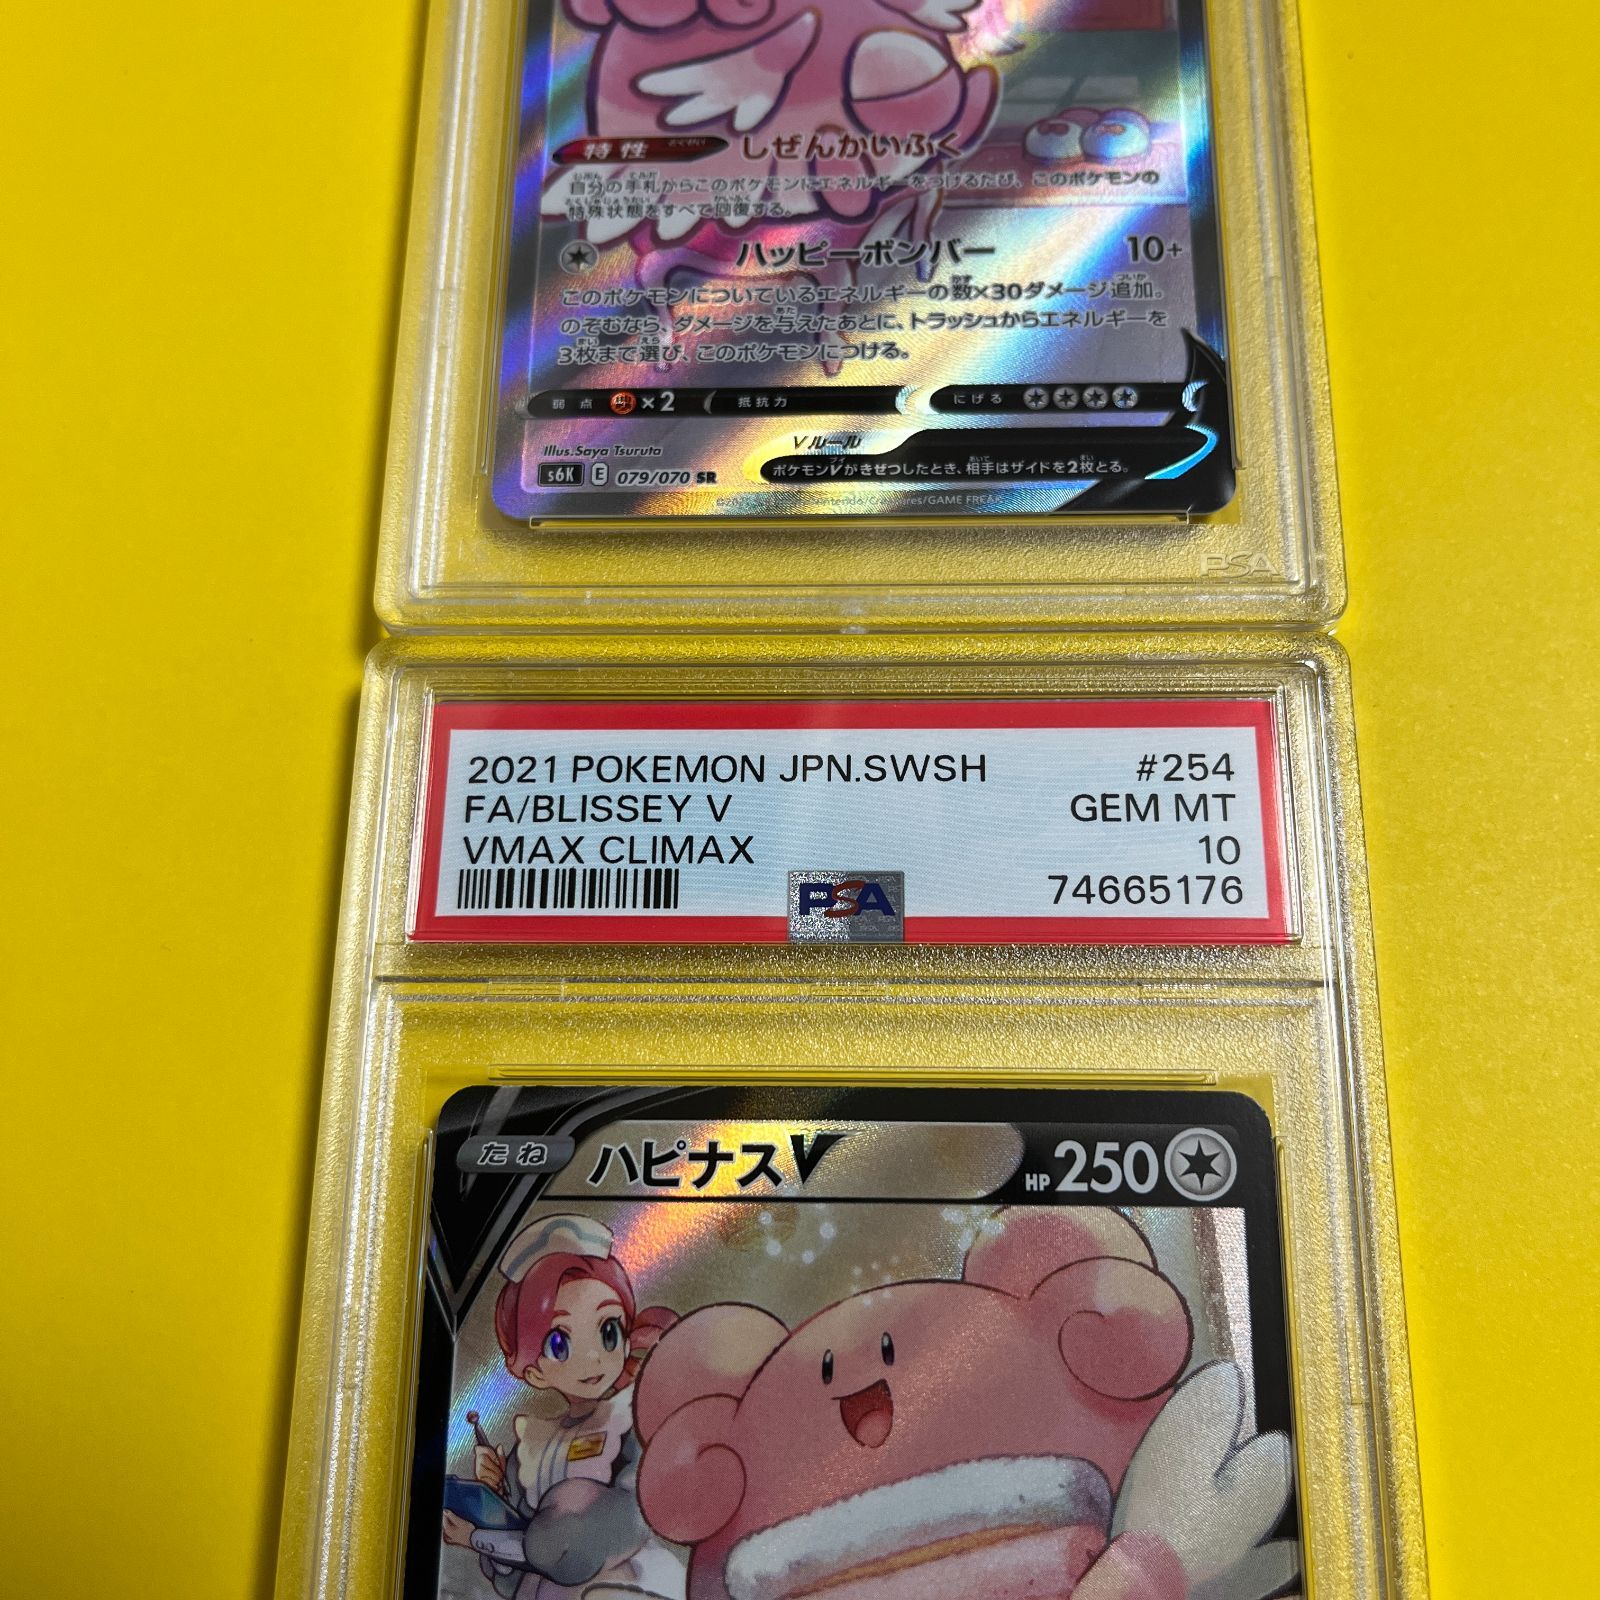 特性 しぜんかいふく
自分の手札からこのポケモンにエネルギーをつけるたび、このポケモンの
特殊状態をすべて回復する。
ハッピーボンバー 10+
このポケモンについているエネルギーの数×30ダメージ追加。
のぞむなら、ダメージを与えたあとに、トラッシュからエネルギーを
3枚まで選び、このポケモンにつける。
弱点 ×2 抵抗力 にげる
Illus.Saya Tsuruta
Vルール
s6K E 079/070 SR
ポケモンVがきぜつしたとき、相手はサイドを2枚とる。
PSA
2021 POKEMON JPN.SWSH #254
FA/BLISSEY V GEM MT
VMAX CLIMAX 10
PSA 74665176
たね ハピナスV HP 250